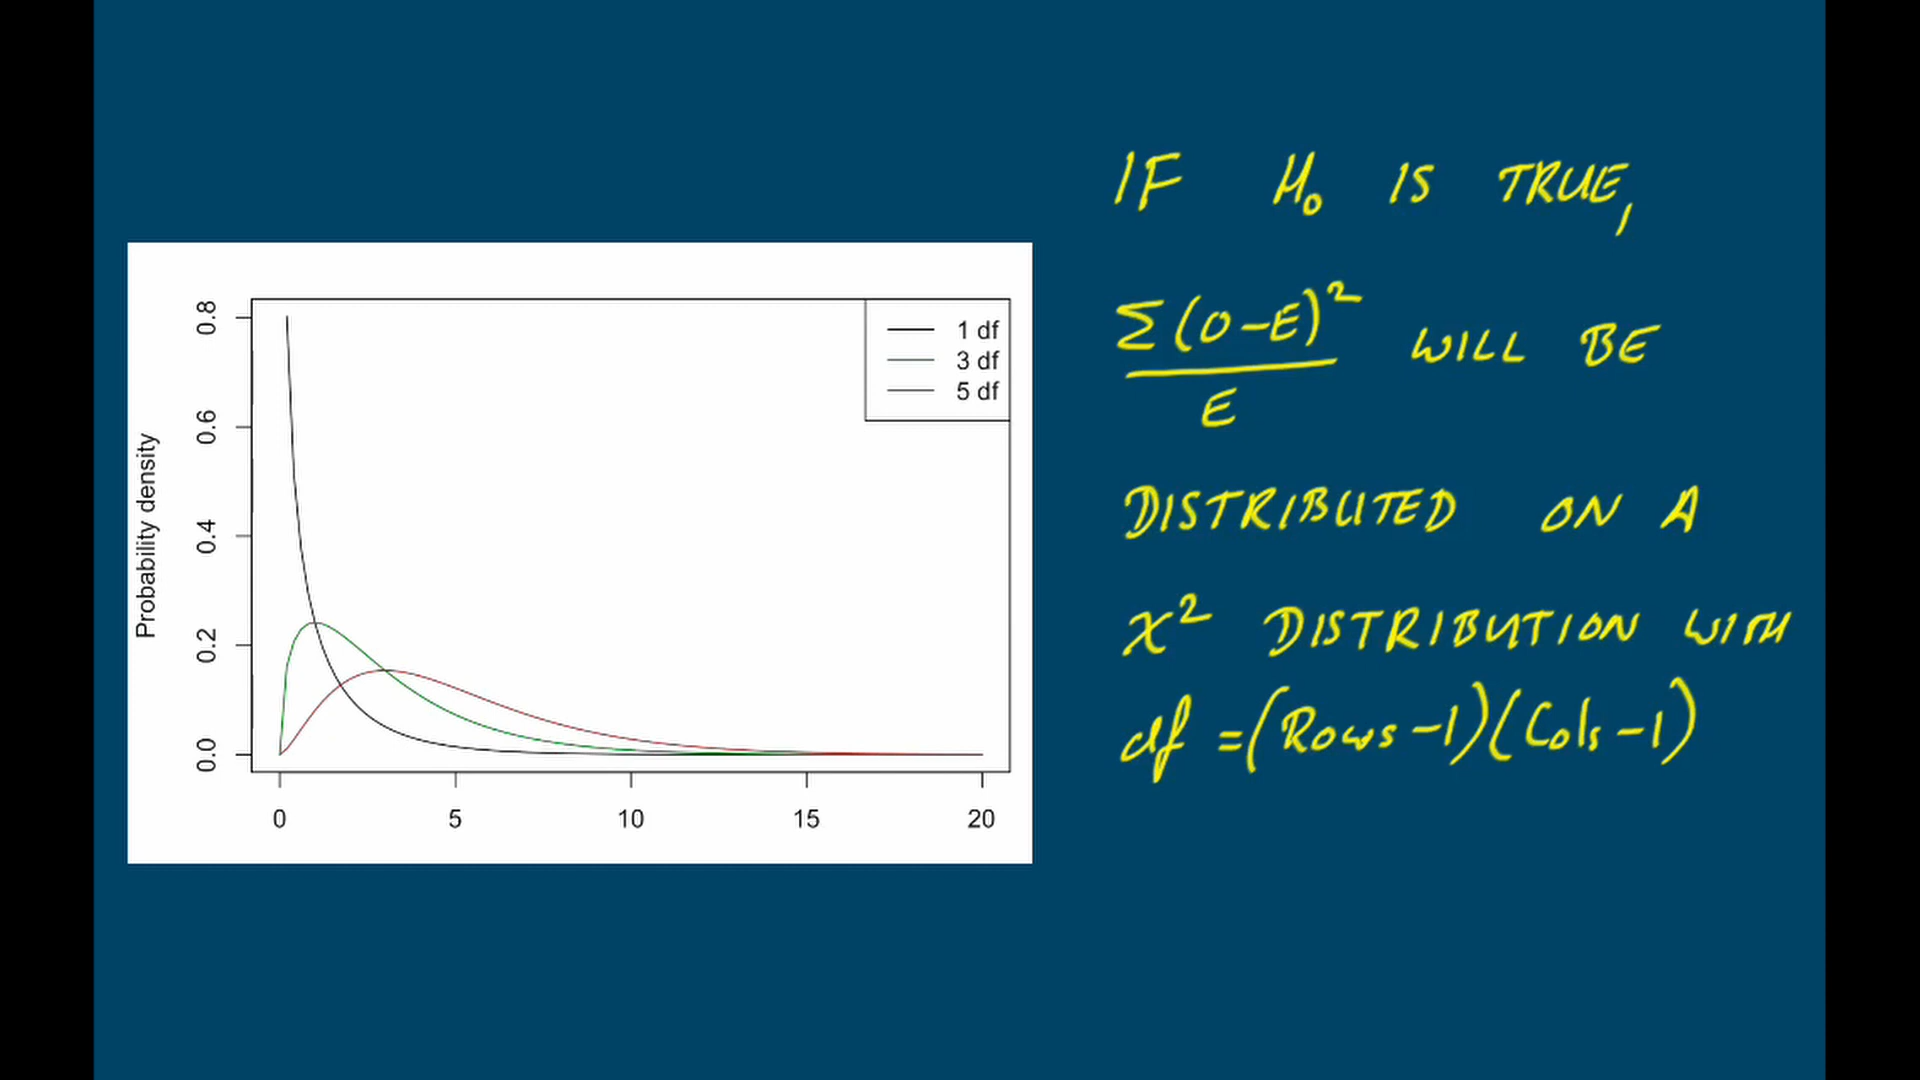 0.8
0.6
0.4
0.2
0.0
Probability density
1 df
3 df
5 df
0 5 10 15 20
IF H₀ IS TRUE,
Σ(O-E)² WILL BE
E
DISTRIBUTED ON A
χ² DISTRIBUTION WITH
df =(Rows-1)(Cols-1)